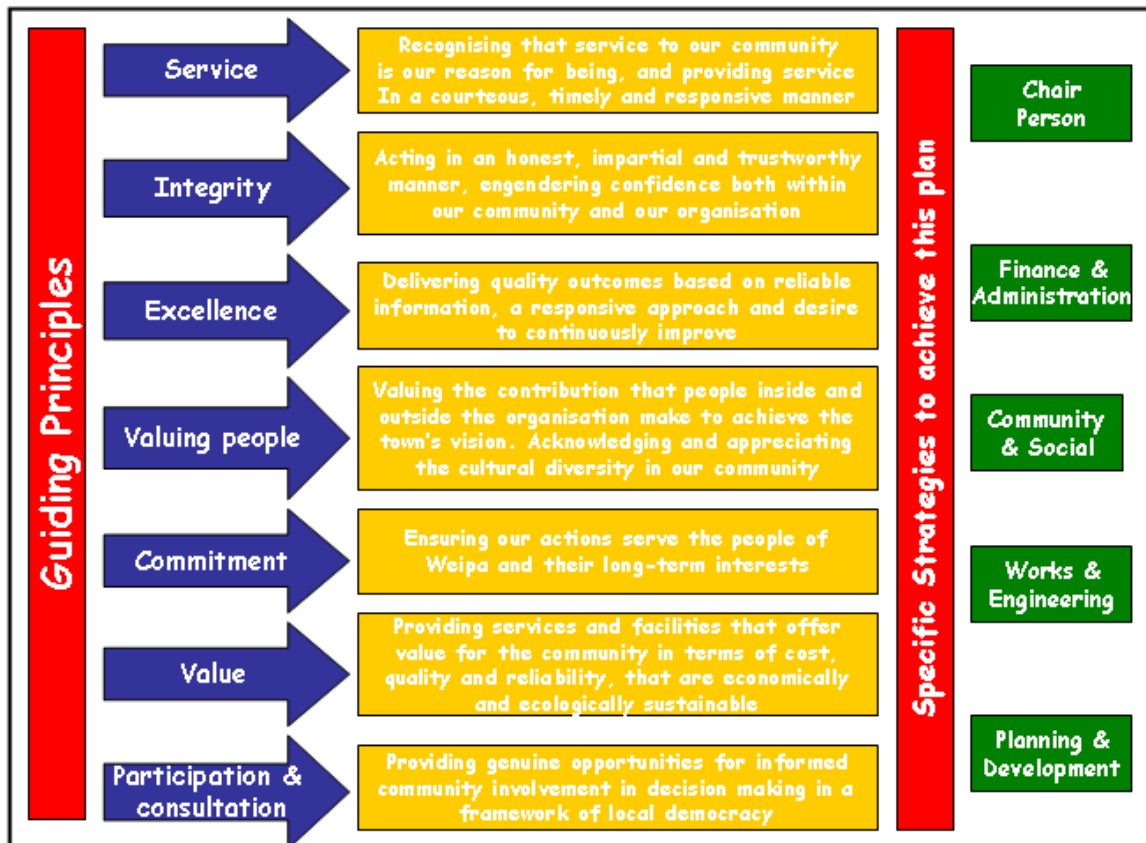 Guiding Principles
Service
Recognising that service to our community
is our reason for being, and providing service
In a courteous, timely and responsive manner
Integrity
Acting in an honest, impartial and trustworthy
manner, engendering confidence both within
our community and our organisation
Excellence
Delivering quality outcomes based on reliable
information, a responsive approach and desire
to continuously improve
Valuing people
Valuing the contribution that people inside and
outside the organisation make to achieve the
town's vision. Acknowledging and appreciating
the cultural diversity in our community
Commitment
Ensuring our actions serve the people of
Weipa and their long-term interests
Value
Providing services and facilities that offer
value for the community in terms of cost,
quality and reliability, that are economically
and ecologically sustainable
Participation &
consultation
Providing genuine opportunities for informed
community involvement in decision making in a
framework of local democracy
Specific Strategies to achieve this plan
Chair
Person
Finance &
Administration
Community
& Social
Works &
Engineering
Planning &
Development